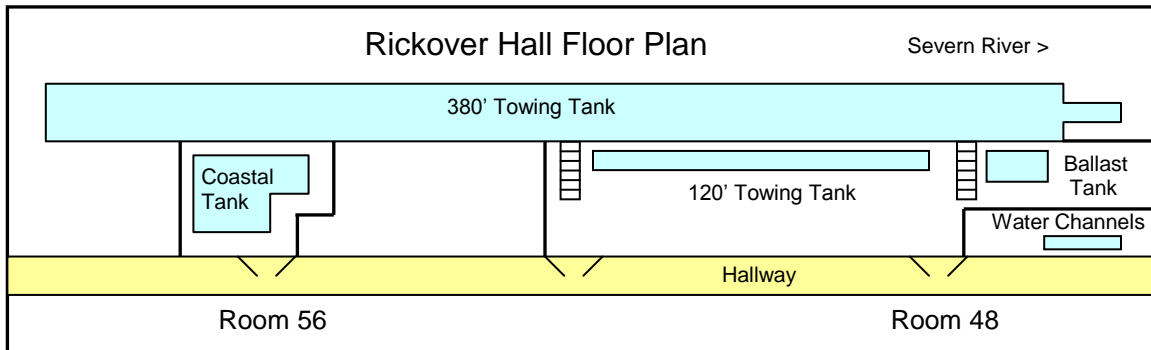 Rickover Hall Floor Plan
Severn River >
380' Towing Tank
Coastal
Tank
120' Towing Tank
Ballast
Tank
Water Channels
Hallway
Room 56
Room 48